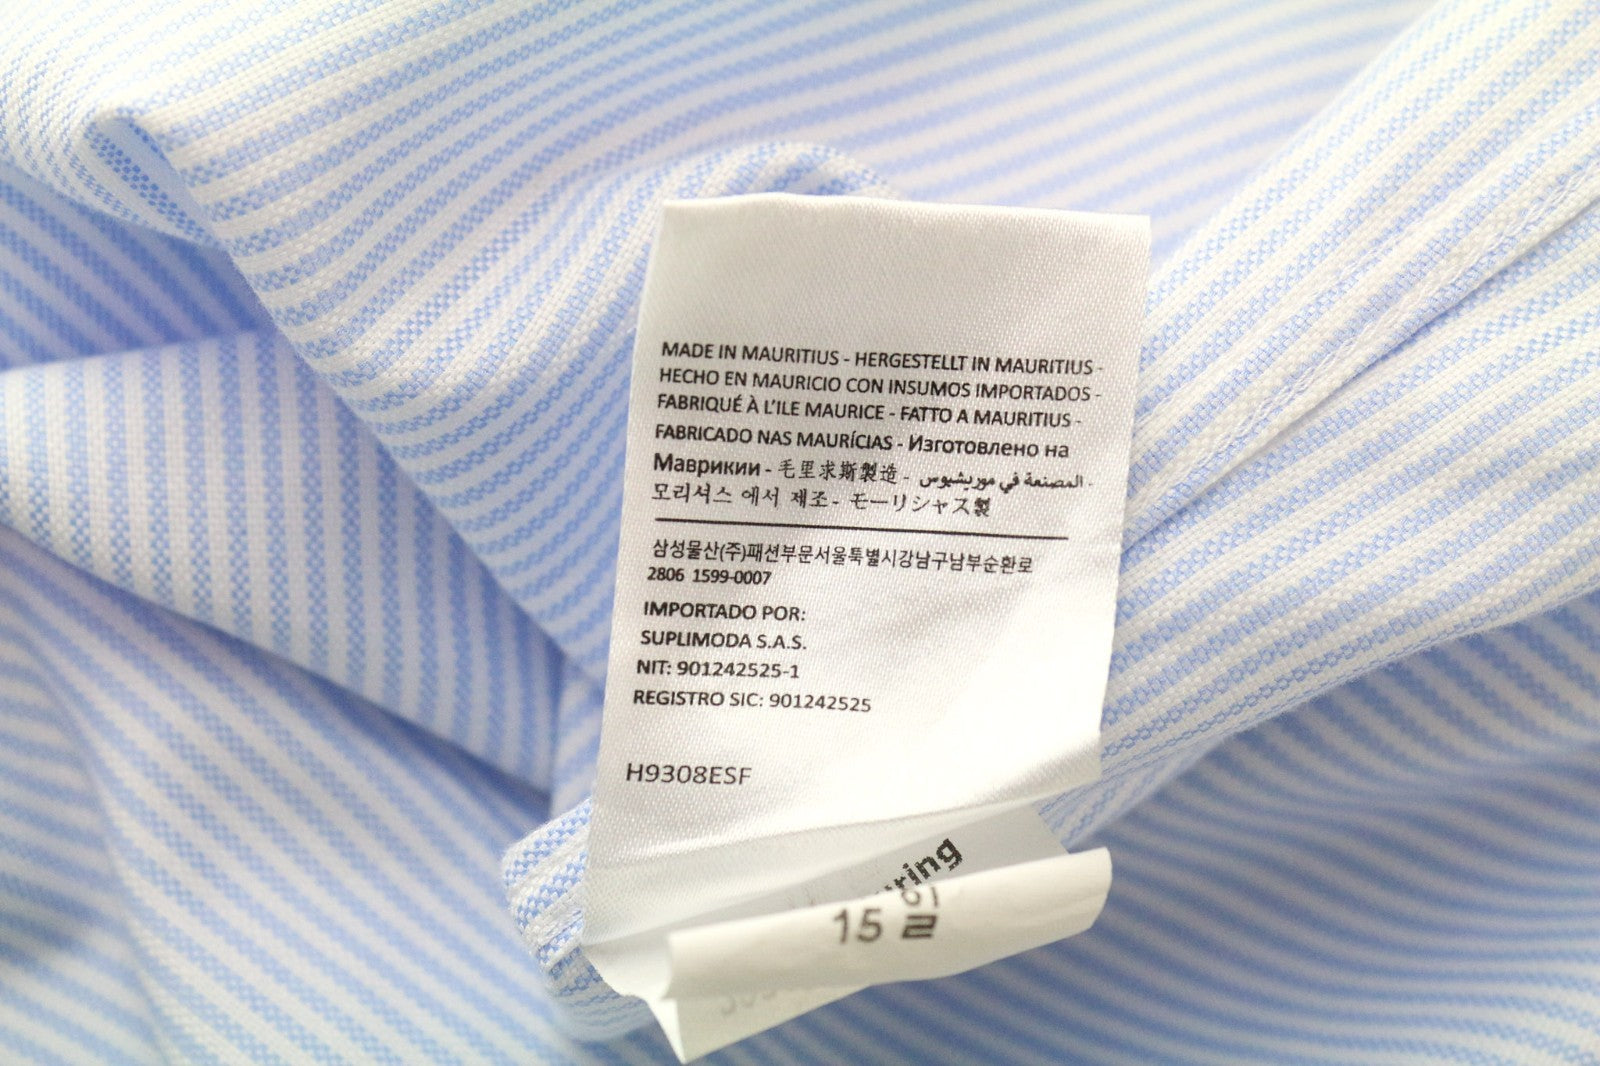 MADE IN MAURITIUS - HERGESTELLT IN MAURITIUS -
HECHO EN MAURICIO CON INSUMOS IMPORTADOS -
FABRIQUÉ À L'ILE MAURICE - FATTO A MAURITIUS -
FABRICADO NAS MAURÍCIAS - Изготовлено на
Маврикии - 毛里求斯製造 - المصنعة في موريشيوس -
모리셔스 에서 제조 - モーリシャス製
삼성물산(주)패션부문서울특별시강남구남부순환로
2806 1599-0007
IMPORTADO POR:
SUPLIMODA S.A.S.
NIT: 901242525-1
REGISTRO SIC: 901242525
H9308ESF
15